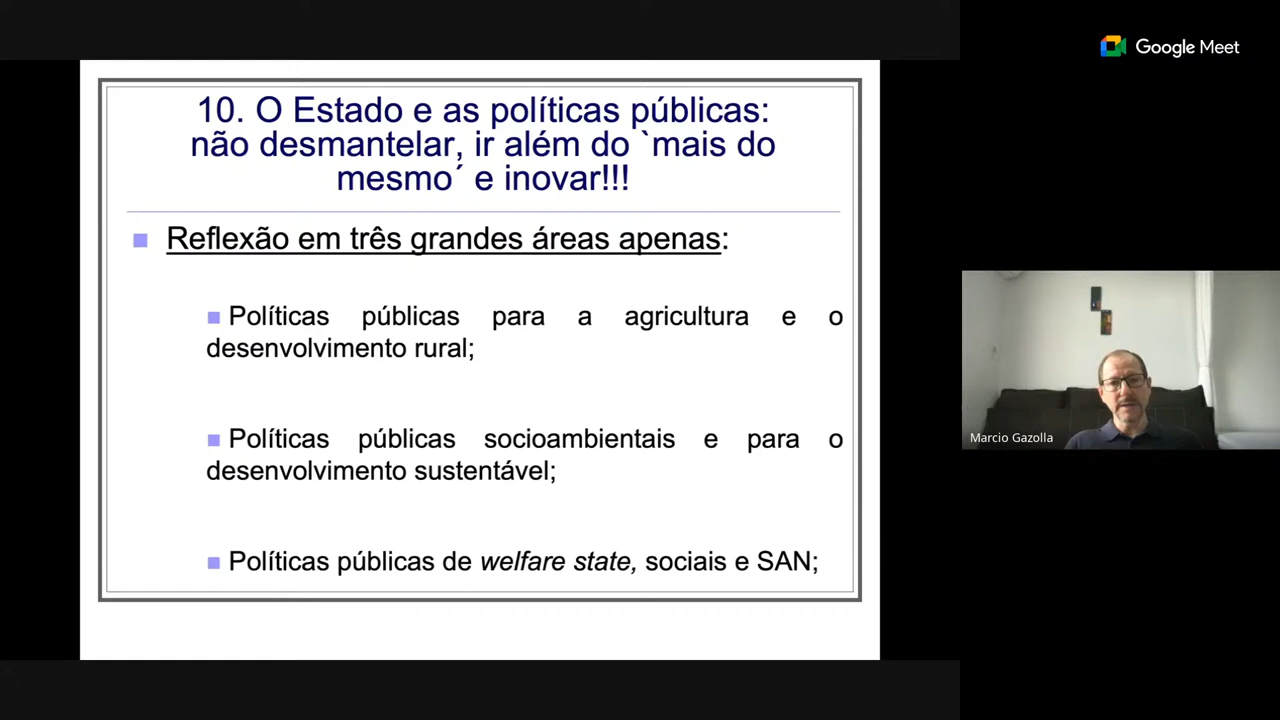 Google Meet
10. O Estado e as políticas públicas:
não desmantelar, ir além do `mais do
mesmo´ e inovar!!!
Reflexão em três grandes áreas apenas:
Políticas públicas para a agricultura e o
desenvolvimento rural;
Políticas públicas socioambientais e para o
desenvolvimento sustentável;
Políticas públicas de welfare state, sociais e SAN;
Marcio Gazolla